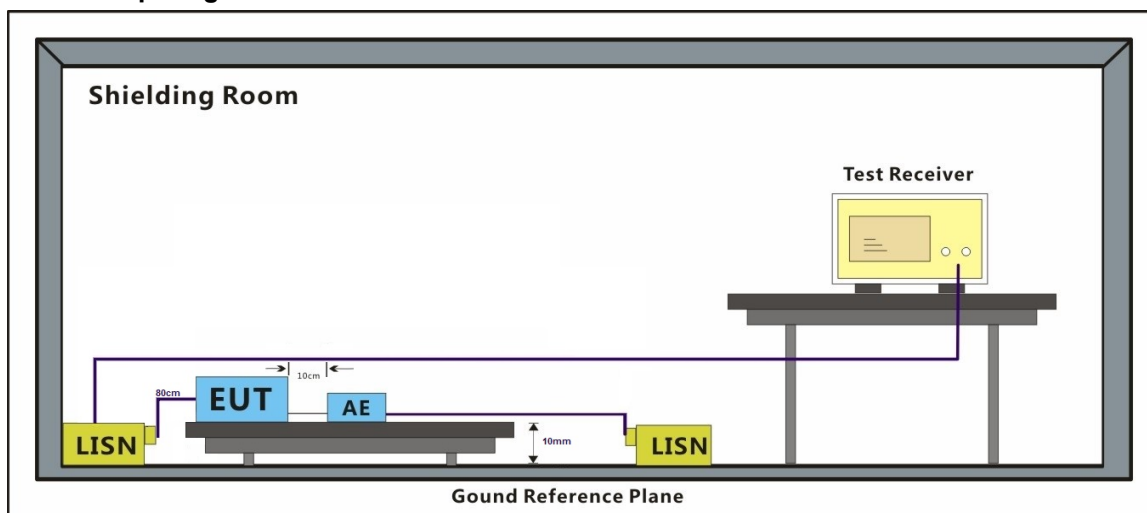 Shielding Room
Test Receiver
10cm
80cm
EUT
AE
LISN
10mm
LISN
Gound Reference Plane